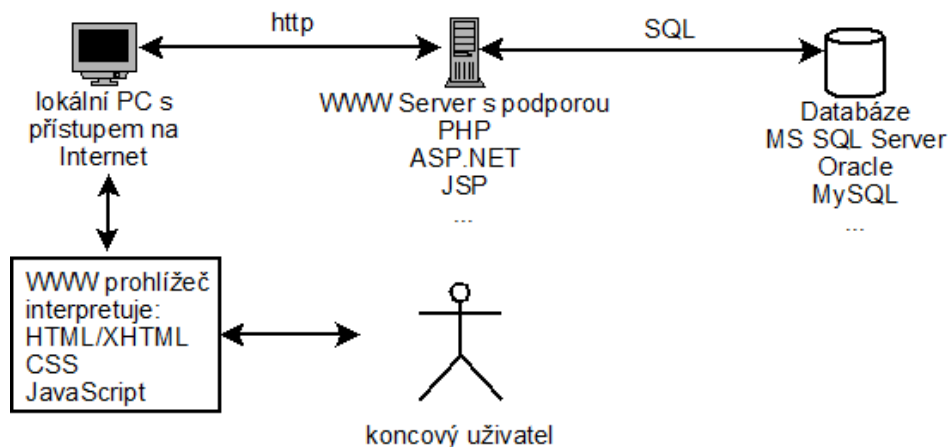 http
SQL
lokální PC s
přístupem na
Internet
WWW Server s podporou
PHP
ASP.NET
JSP
...
Databáze
MS SQL Server
Oracle
MySQL
...
WWW prohlížeč
interpretuje:
HTML/XHTML
CSS
JavaScript
koncový uživatel